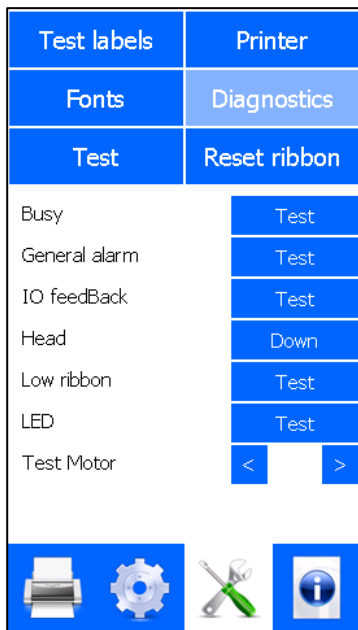 Test labels Printer
Fonts Diagnostics
Test Reset ribbon
Busy Test
General alarm Test
IO feedBack Test
Head Down
Low ribbon Test
LED Test
Test Motor < >